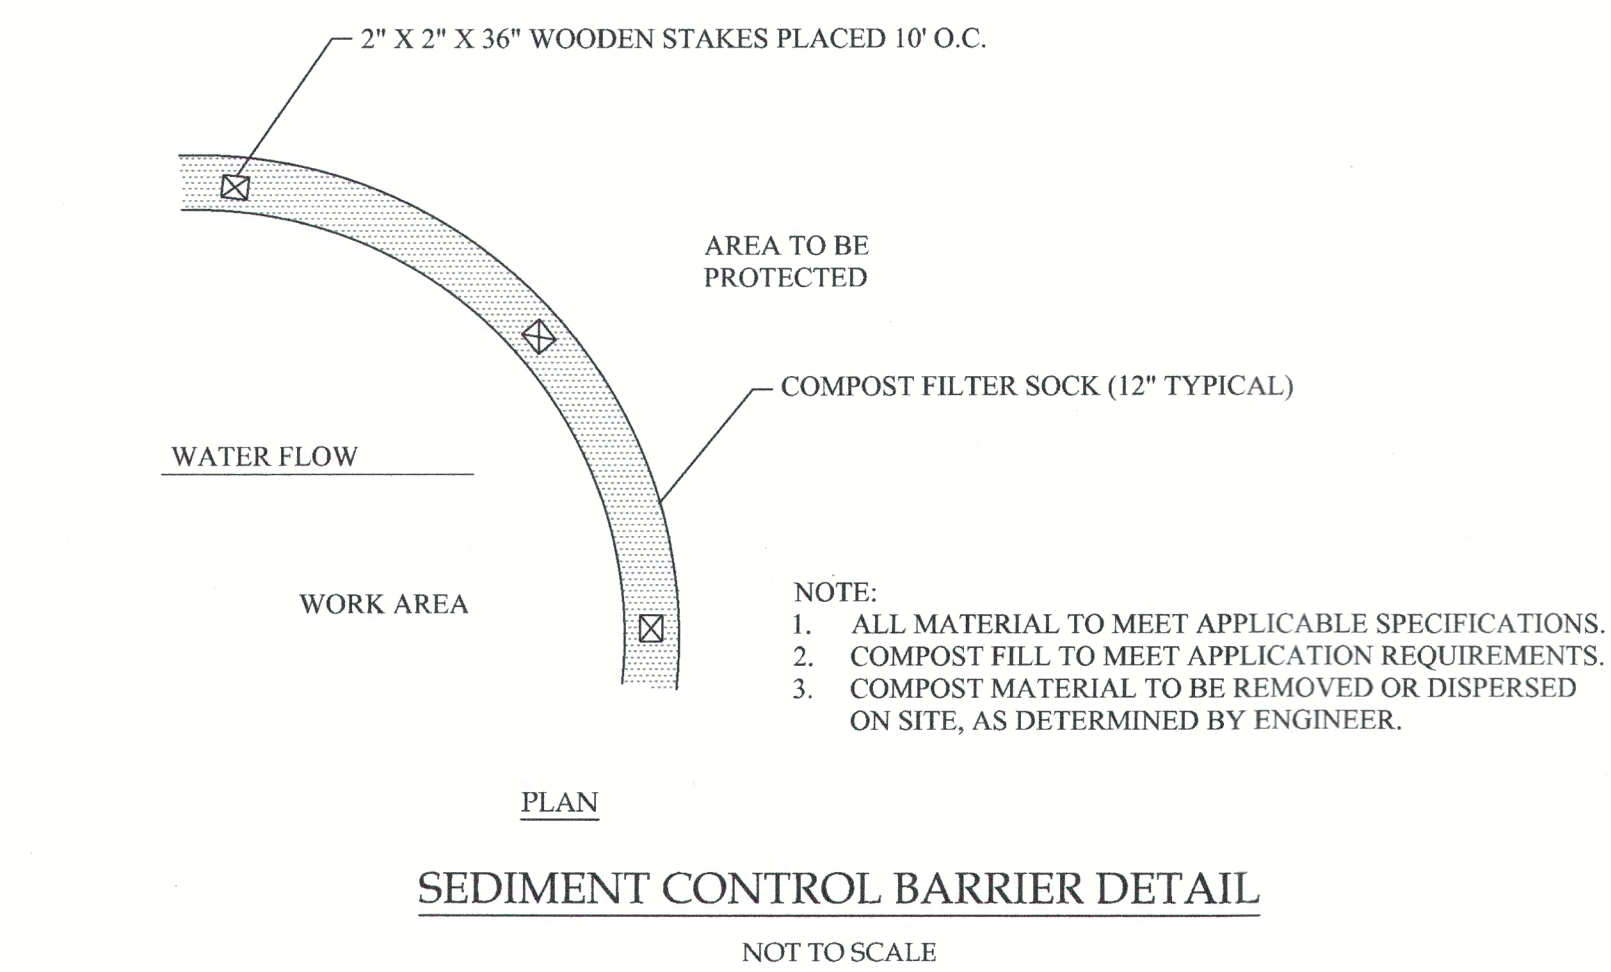 2" X 2" X 36" WOODEN STAKES PLACED 10' O.C.
AREA TO BE
PROTECTED
COMPOST FILTER SOCK (12" TYPICAL)
WATER FLOW
WORK AREA
NOTE:
1. ALL MATERIAL TO MEET APPLICABLE SPECIFICATIONS.
2. COMPOST FILL TO MEET APPLICATION REQUIREMENTS.
3. COMPOST MATERIAL TO BE REMOVED OR DISPERSED
ON SITE, AS DETERMINED BY ENGINEER.
PLAN
SEDIMENT CONTROL BARRIER DETAIL
NOT TO SCALE